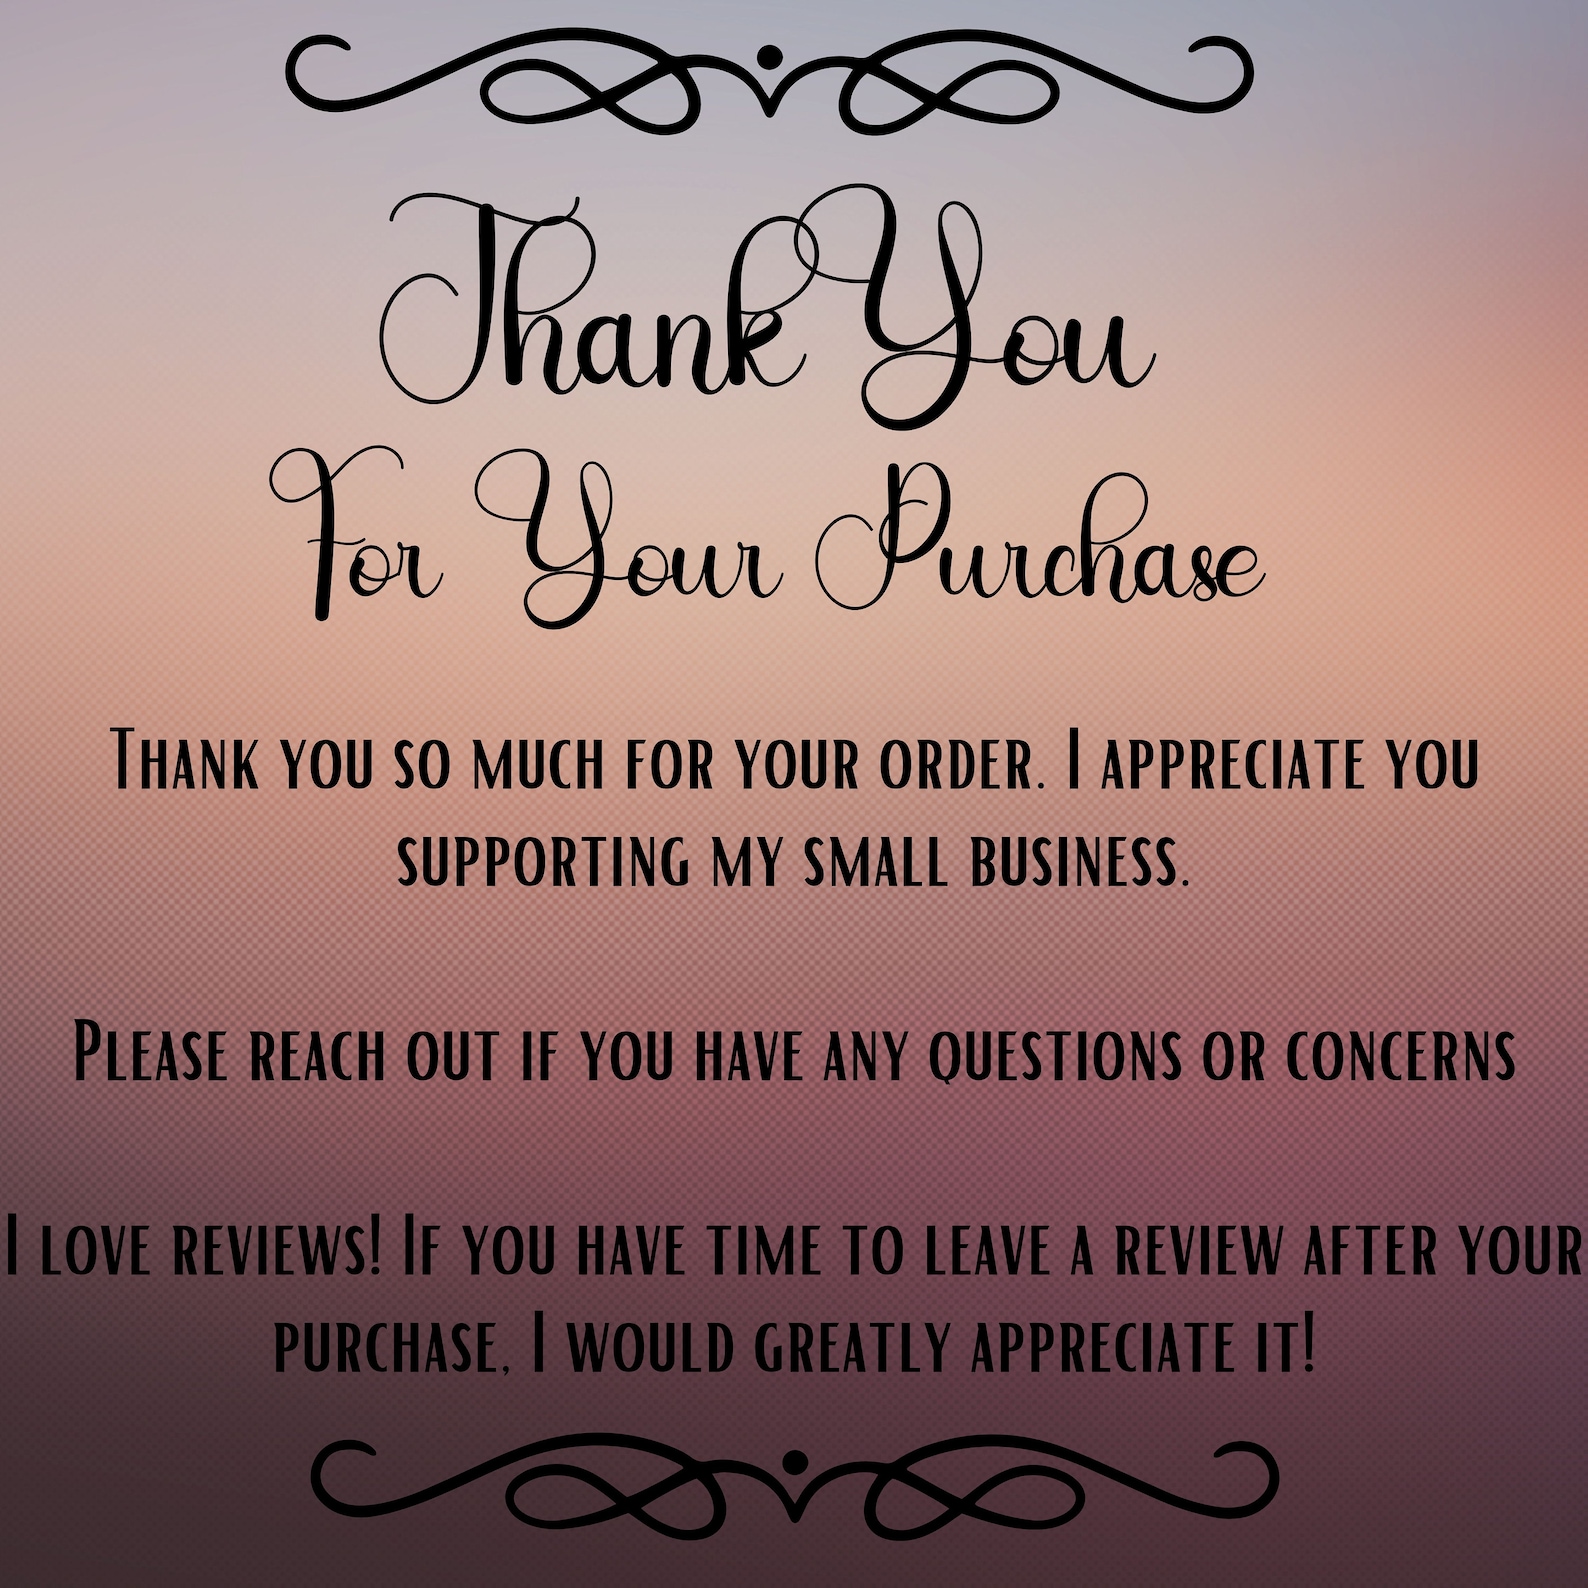 Thank You
For Your Purchase
Thank you so much for your order. I appreciate you
supporting my small business.
Please reach out if you have any questions or concerns
I love reviews! If you have time to leave a review after your
purchase, I would greatly appreciate it!